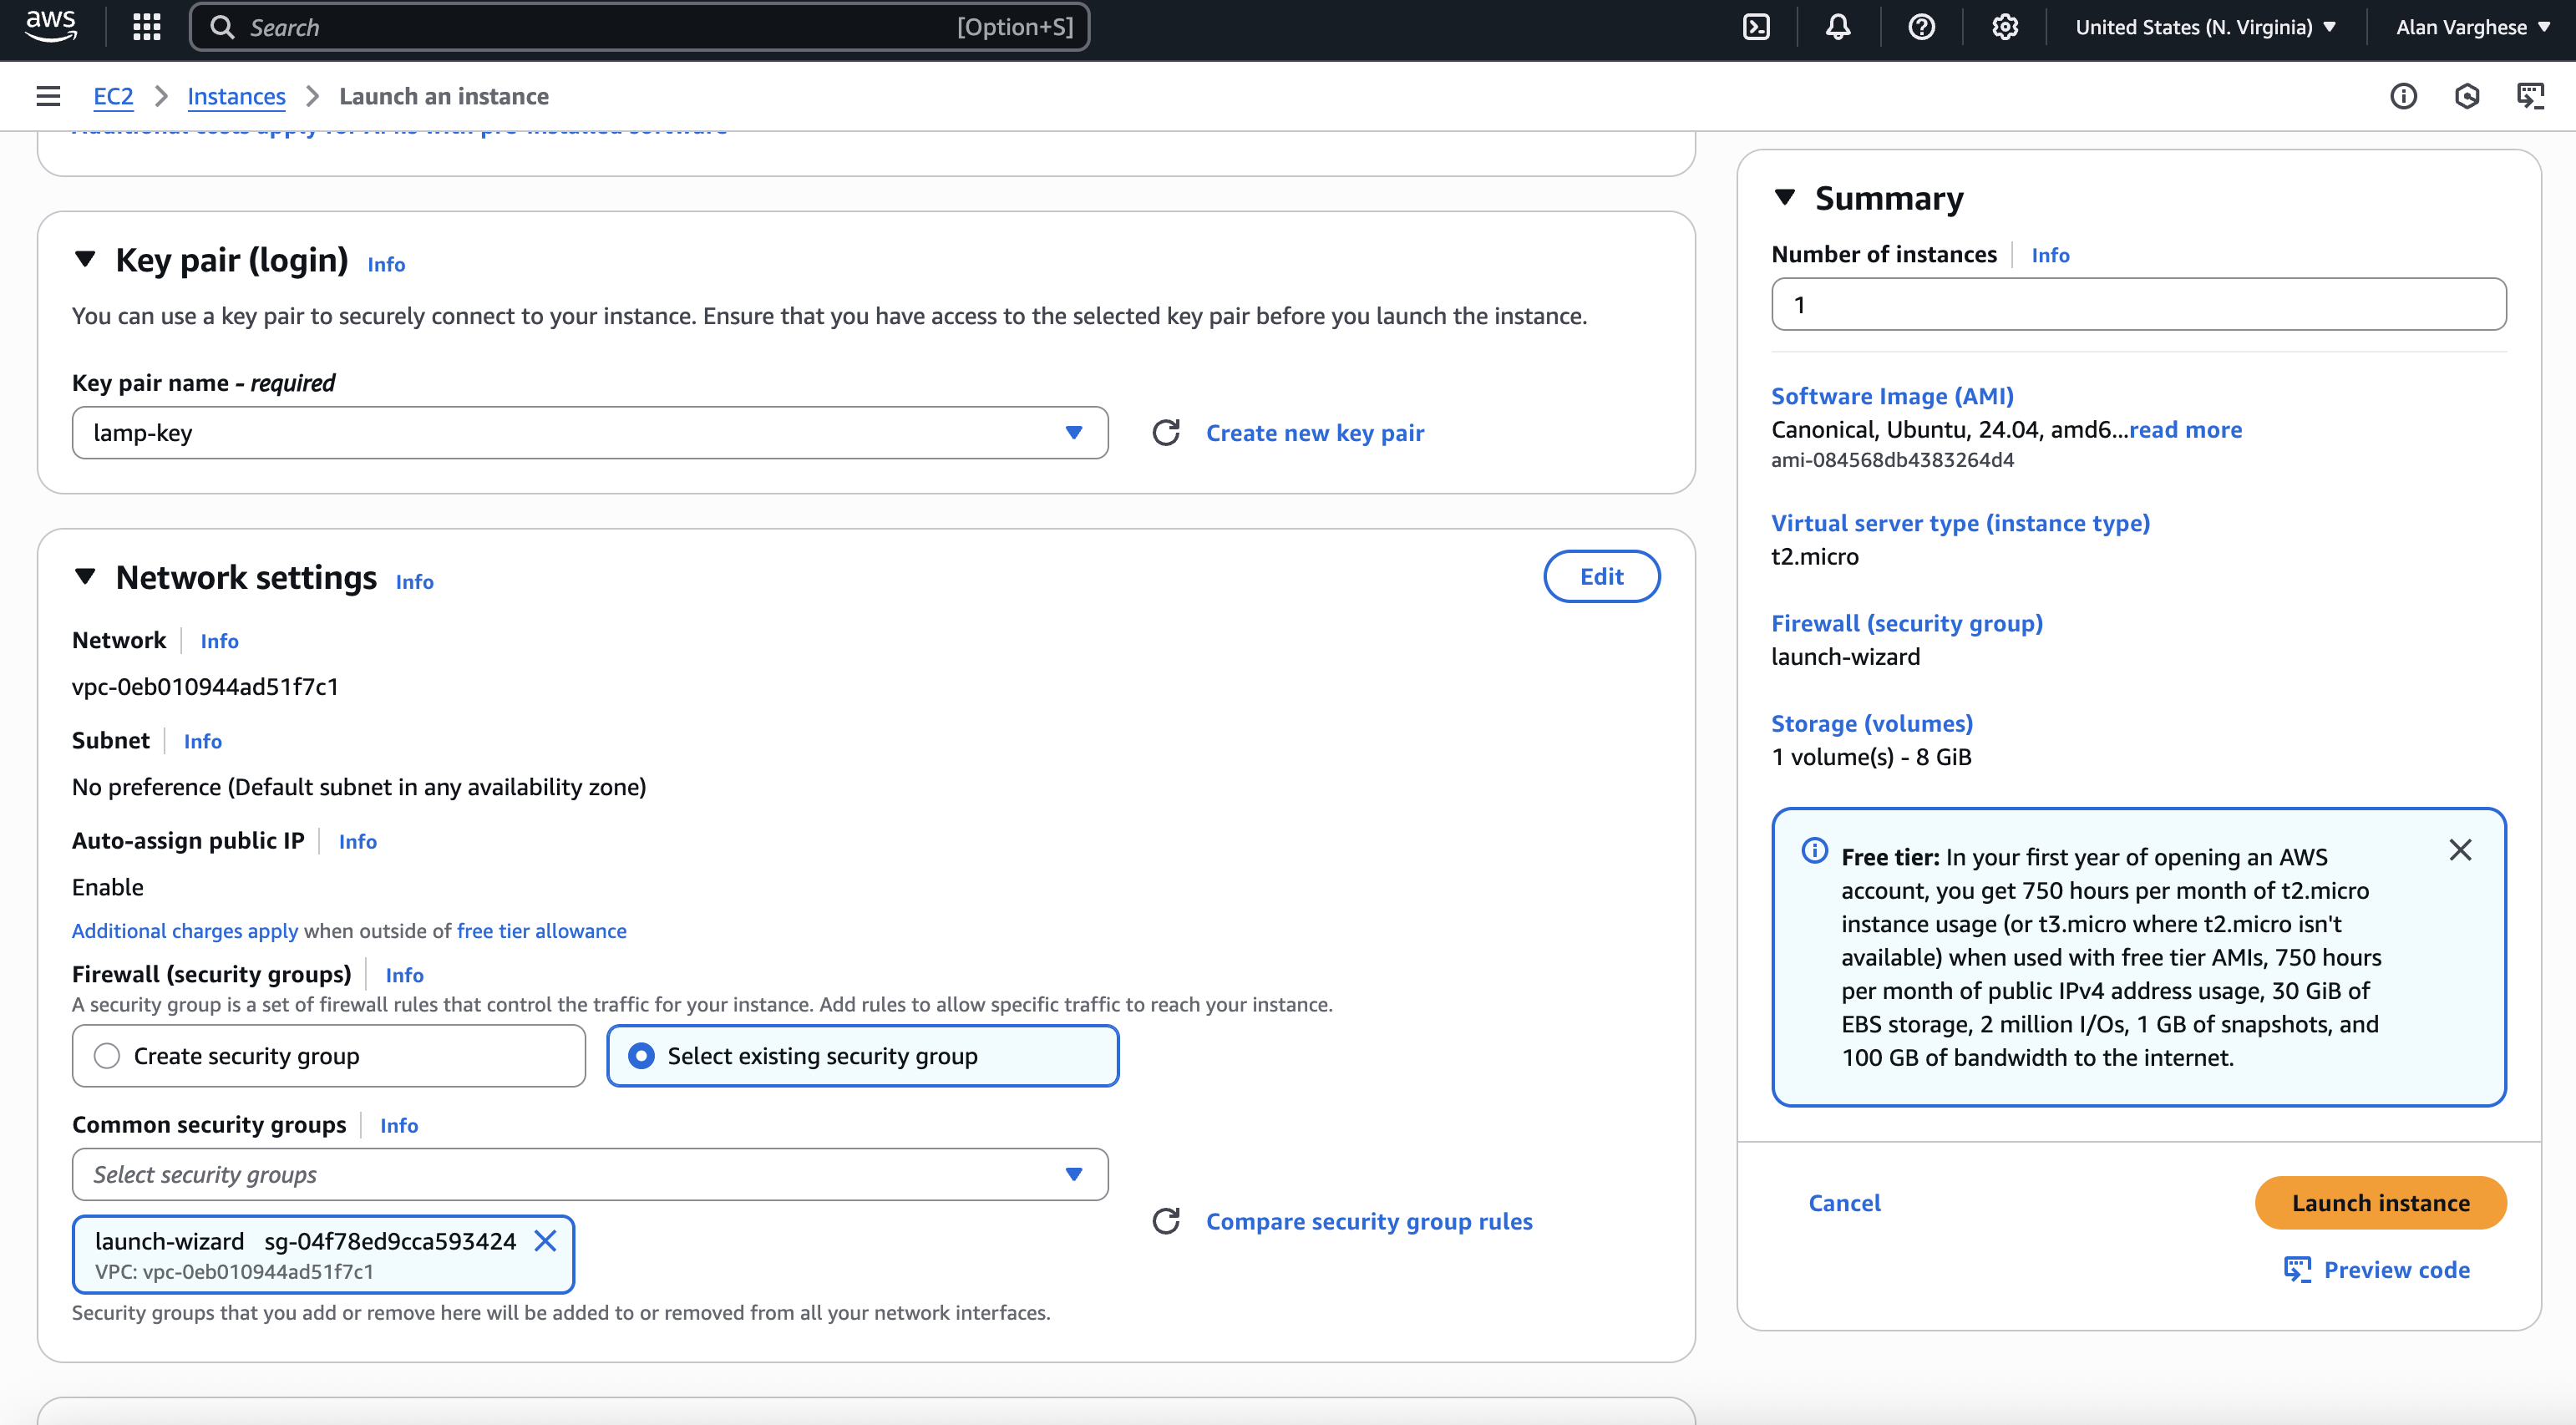 aws
Search [Option+S]
United States (N. Virginia)
Alan Varghese
EC2 Instances Launch an instance
Additional costs apply for AMIs with pre-installed software
Key pair (login) Info
You can use a key pair to securely connect to your instance. Ensure that you have access to the selected key pair before you launch the instance.
Key pair name - required
lamp-key
Create new key pair
Network settings Info
Edit
Network Info
vpc-0eb010944ad51f7c1
Subnet Info
No preference (Default subnet in any availability zone)
Auto-assign public IP Info
Enable
Additional charges apply when outside of free tier allowance
Firewall (security groups) Info
A security group is a set of firewall rules that control the traffic for your instance. Add rules to allow specific traffic to reach your instance.
Create security group
Select existing security group
Common security groups Info
Select security groups
launch-wizard sg-04f78ed9cca593424
VPC: vpc-0eb010944ad51f7c1
Compare security group rules
Security groups that you add or remove here will be added to or removed from all your network interfaces.
Summary
Number of instances Info
1
Software Image (AMI)
Canonical, Ubuntu, 24.04, amd6...read more
ami-084568db4383264d4
Virtual server type (instance type)
t2.micro
Firewall (security group)
launch-wizard
Storage (volumes)
1 volume(s) - 8 GiB
Free tier: In your first year of opening an AWS
account, you get 750 hours per month of t2.micro
instance usage (or t3.micro where t2.micro isn't
available) when used with free tier AMIs, 750 hours
per month of public IPv4 address usage, 30 GiB of
EBS storage, 2 million I/Os, 1 GB of snapshots, and
100 GB of bandwidth to the internet.
Cancel
Launch instance
Preview code